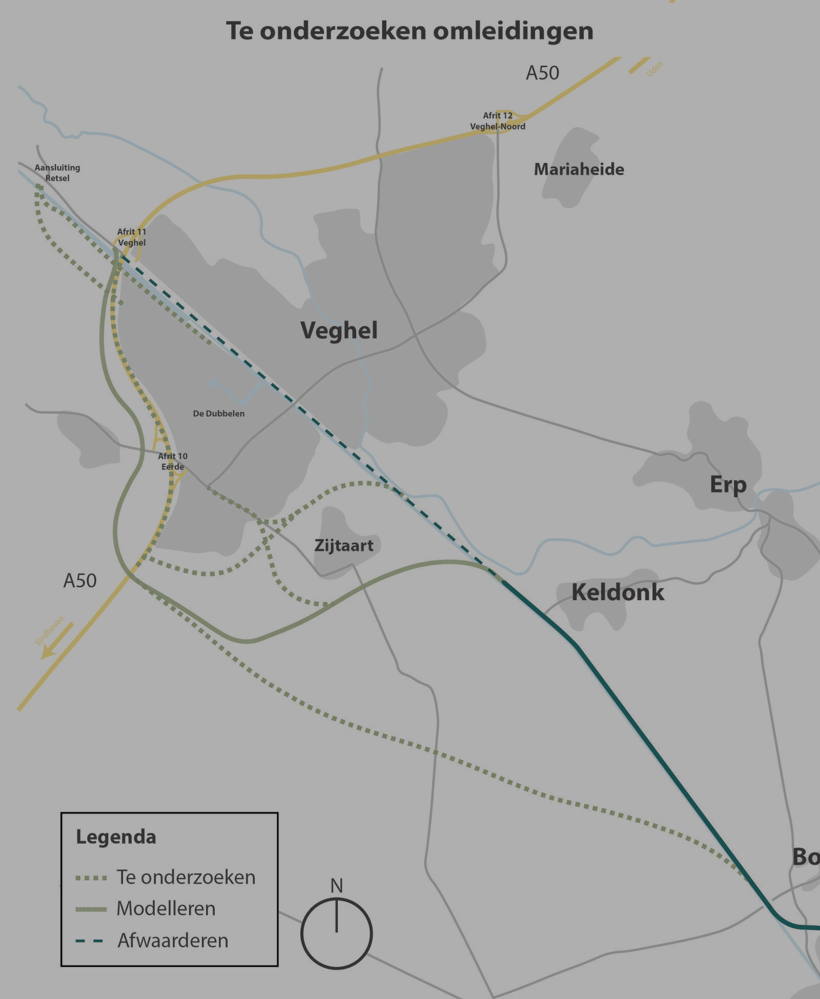 Te onderzoeken omleidingen
A50
Uden
Afrit 12
Veghel-Noord
Aansluiting
Retsel
Mariaheide
Afrit 11
Veghel
Veghel
De Dubbelen
Afrit 10
Eerde
Erp
Zijtaart
A50
Keldonk
Eindhoven
Legenda
Te onderzoeken
Modelleren
Afwaarderen
N
Bo